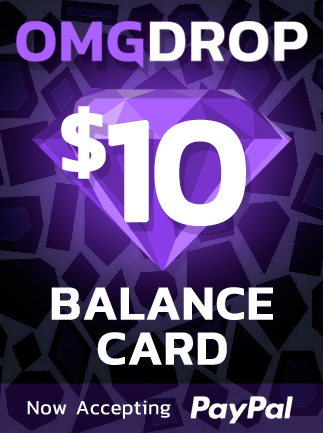 OMGDROP
$10
BALANCE
CARD
Now Accepting PayPal